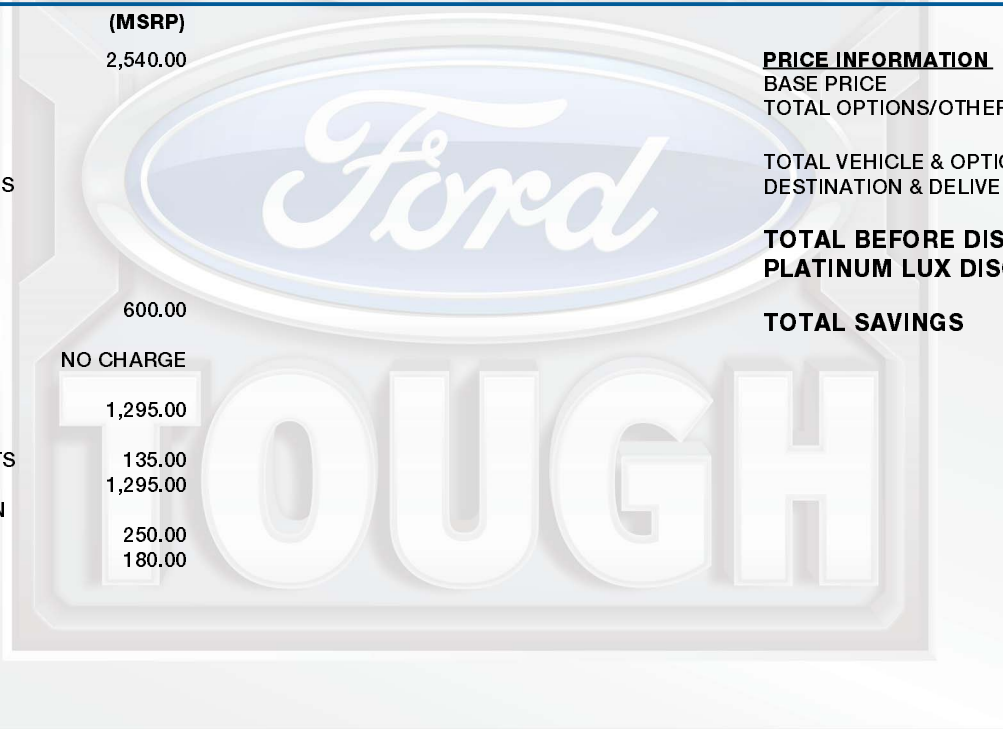 (MSRP)
2,540.00
S
600.00
NO CHARGE
1,295.00
TS
135.00
1,295.00
N
250.00
180.00
Ford
TOUGH
PRICE INFORMATION
BASE PRICE
TOTAL OPTIONS/OTHER
TOTAL VEHICLE & OPTIO
DESTINATION & DELIVE
TOTAL BEFORE DIS
PLATINUM LUX DISC
TOTAL SAVINGS